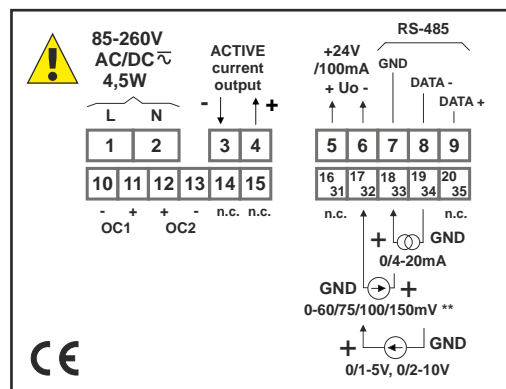 85-260V
AC/DC
4,5W
L N
ACTIVE
current
output
- +
+24V
/100mA
+ Uo -
RS-485
GND
DATA -
DATA +
1 2 3 4 5 6 7 8 9
10 11 12 13 14 15 16 31 17 32 18 33 19 34 20 35
- + + - n.c. n.c. n.c. n.c.
OC1 OC2
+ GND
0/4-20mA
GND +
0-60/75/100/150mV **
+ GND
0/1-5V, 0/2-10V
CE